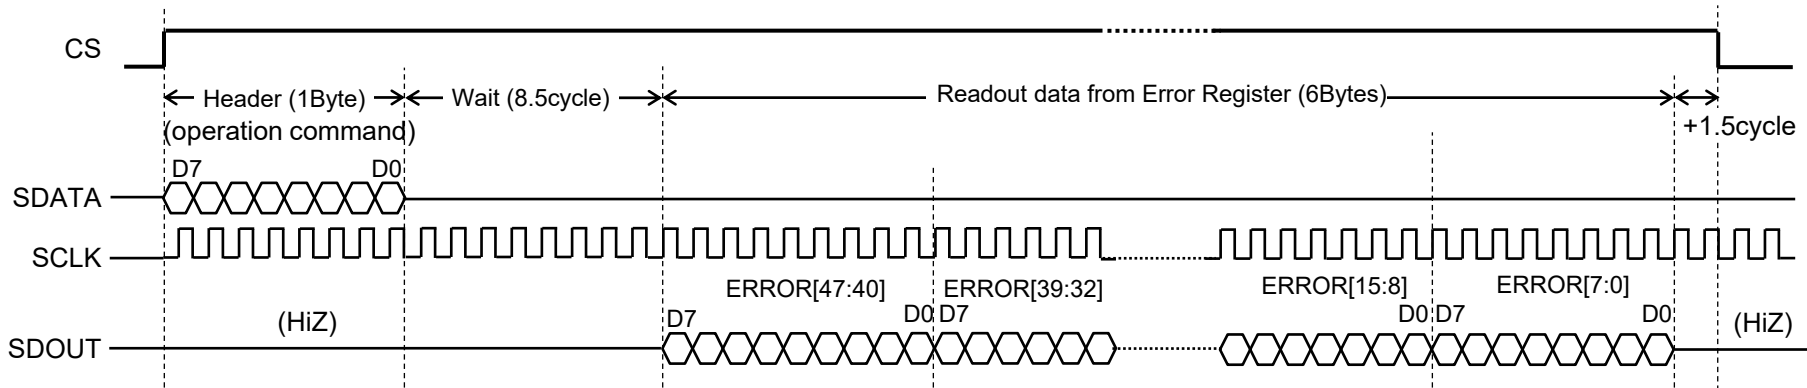 CS
Header (1Byte)
(operation command)
Wait (8.5cycle)
Readout data from Error Register (6Bytes)
+1.5cycle
D7
D0
SDATA
SCLK
ERROR[47:40]
ERROR[39:32]
ERROR[15:8]
ERROR[7:0]
SDOUT
(HiZ)
D7
D0
D7
D0
D7
D0
(HiZ)